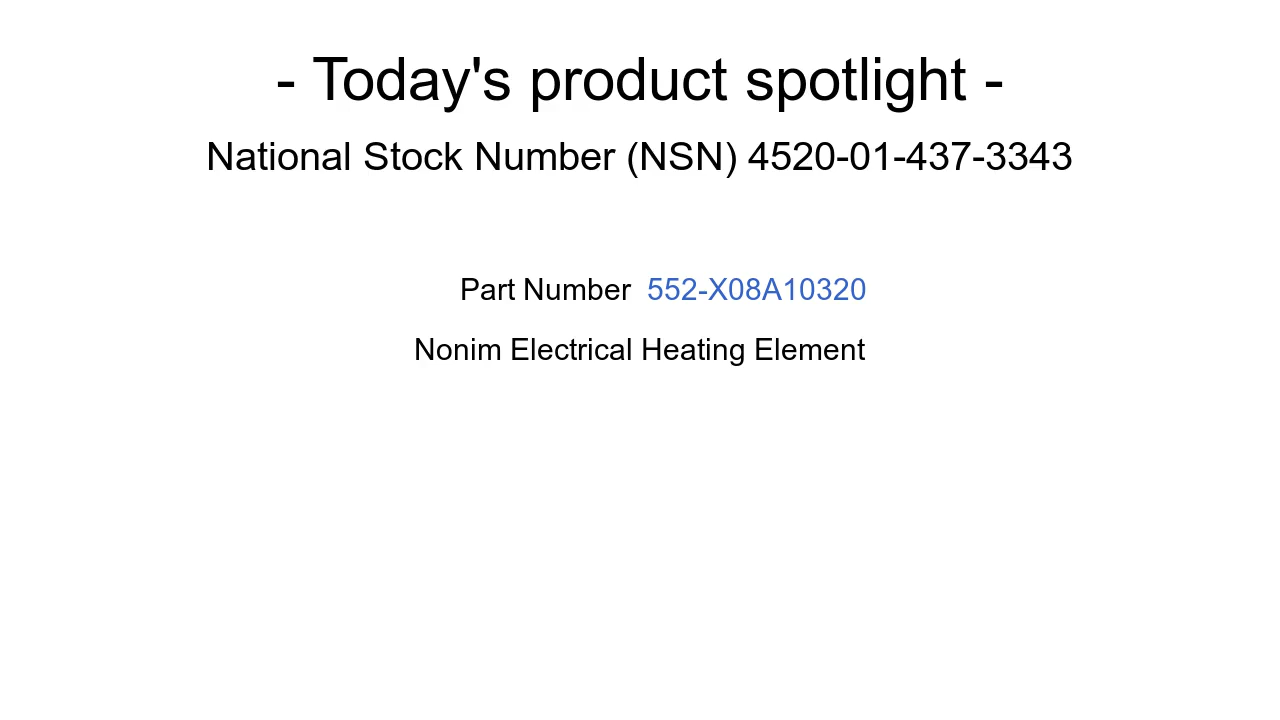 - Today's product spotlight -
National Stock Number (NSN) 4520-01-437-3343
Part Number 552-X08A10320
Nonim Electrical Heating Element